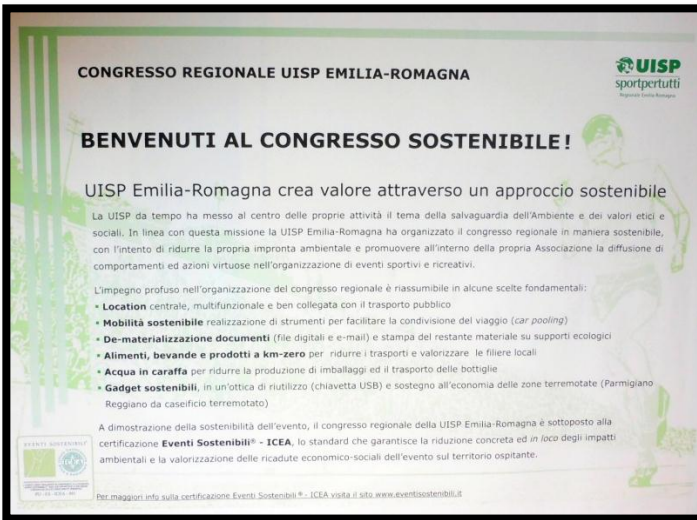 CONGRESSO REGIONALE UISP EMILIA-ROMAGNA
UISP
sportpertutti
Regionale Emilia-Romagna
BENVENUTI AL CONGRESSO SOSTENIBILE!
UISP Emilia-Romagna crea valore attraverso un approccio sostenibile
La UISP da tempo ha messo al centro delle proprie attività il tema della salvaguardia dell'Ambiente e dei valori etici e
sociali. In linea con questa missione la UISP Emilia-Romagna ha organizzato il congresso regionale in maniera sostenibile,
con l'intento di ridurre la propria impronta ambientale e promuovere all'interno della propria Associazione la diffusione di
comportamenti ed azioni virtuose nell'organizzazione di eventi sportivi e ricreativi.
L'impegno profuso nell'organizzazione del congresso regionale è riassumibile in alcune scelte fondamentali:
• Location centrale, multifunzionale e ben collegata con il trasporto pubblico
• Mobilità sostenibile realizzazione di strumenti per facilitare la condivisione del viaggio (car pooling)
• De-materializzazione documenti (file digitali e e-mail) e stampa del restante materiale su supporti ecologici
• Alimenti, bevande e prodotti a km-zero per ridurre i trasporti e valorizzare le filiere locali
• Acqua in caraffa per ridurre la produzione di imballaggi ed il trasporto delle bottiglie
• Gadget sostenibili, in un'ottica di riutilizzo (chiavetta USB) e sostegno all'economia delle zone terremotate (Parmigiano
Reggiano da caseificio terremotato)
A dimostrazione della sostenibilità dell'evento, il congresso regionale della UISP Emilia-Romagna è sottoposto alla
certificazione Eventi Sostenibili® - ICEA, lo standard che garantisce la riduzione concreta ed in loco degli impatti
ambientali e la valorizzazione delle ricadute economico-sociali dell'evento sul territorio ospitante.
EVENTI SOSTENIBILI
Per maggiori info sulla certificazione Eventi Sostenibili® - ICEA visita il sito www.eventisostenibili.it